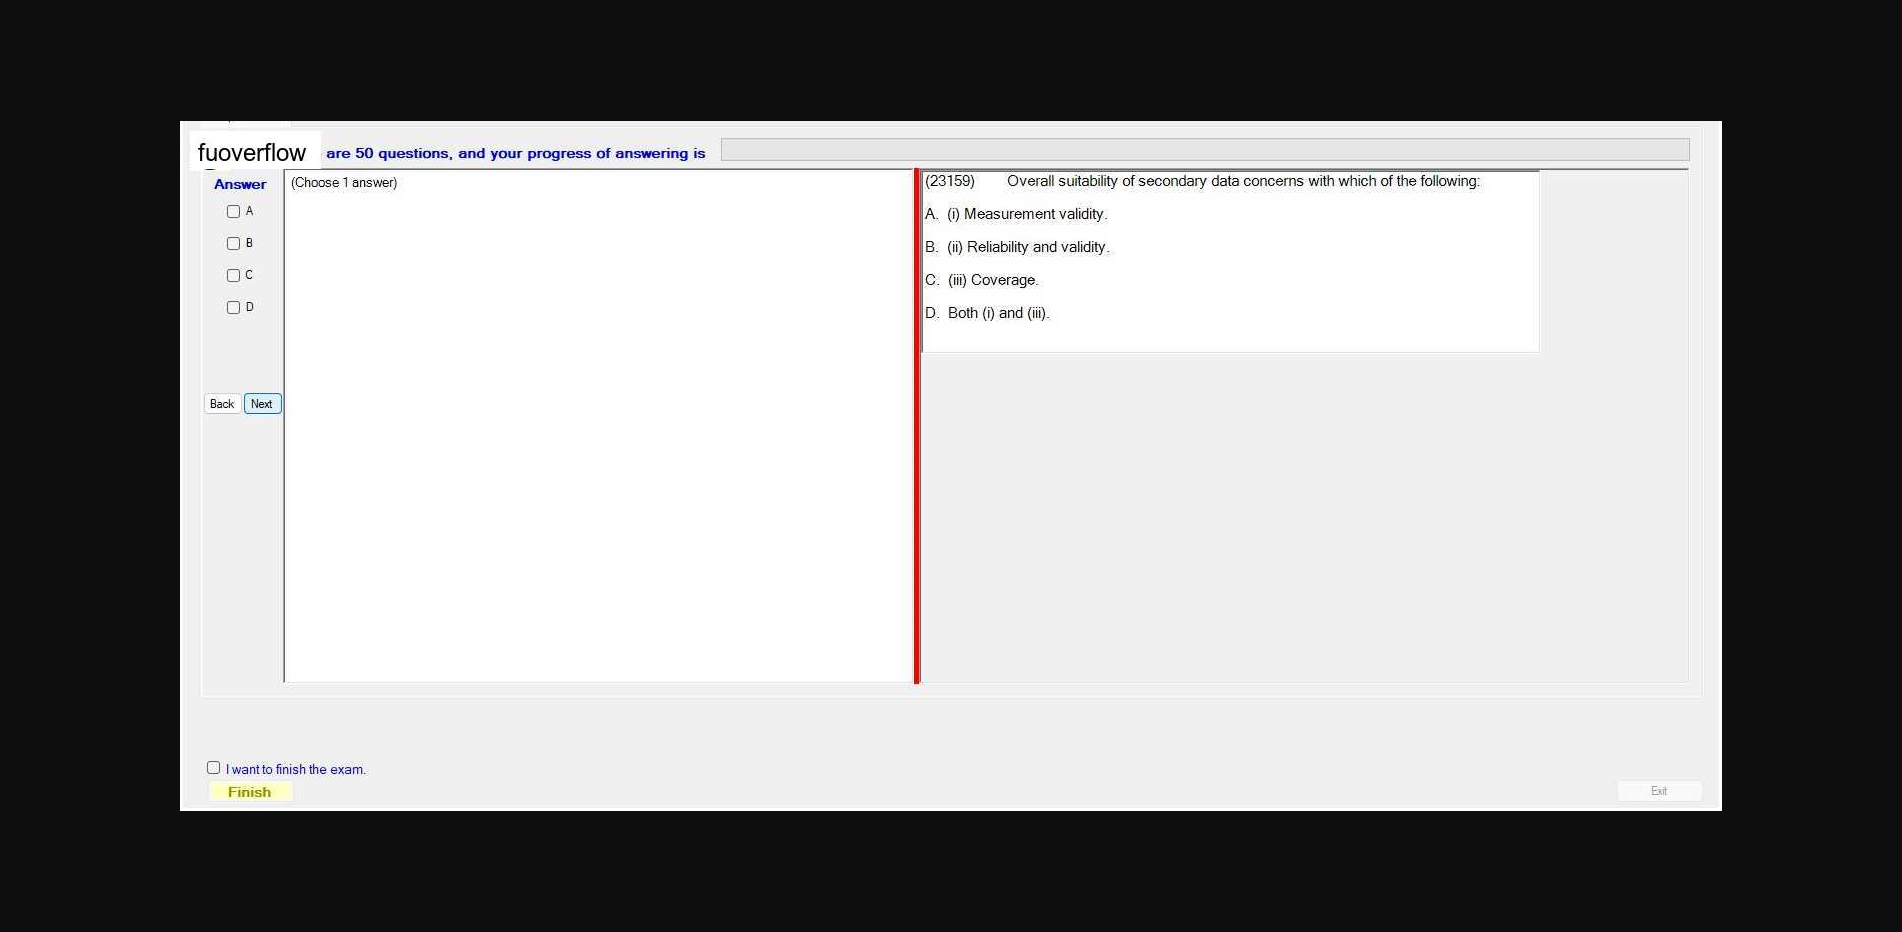 fuoverflow are 50 questions, and your progress of answering is
Answer
A
B
C
D
Back Next
(Choose 1 answer)
(23159) Overall suitability of secondary data concerns with which of the following:
A. (i) Measurement validity.
B. (ii) Reliability and validity.
C. (iii) Coverage.
D. Both (i) and (iii).
I want to finish the exam.
Finish
Exit